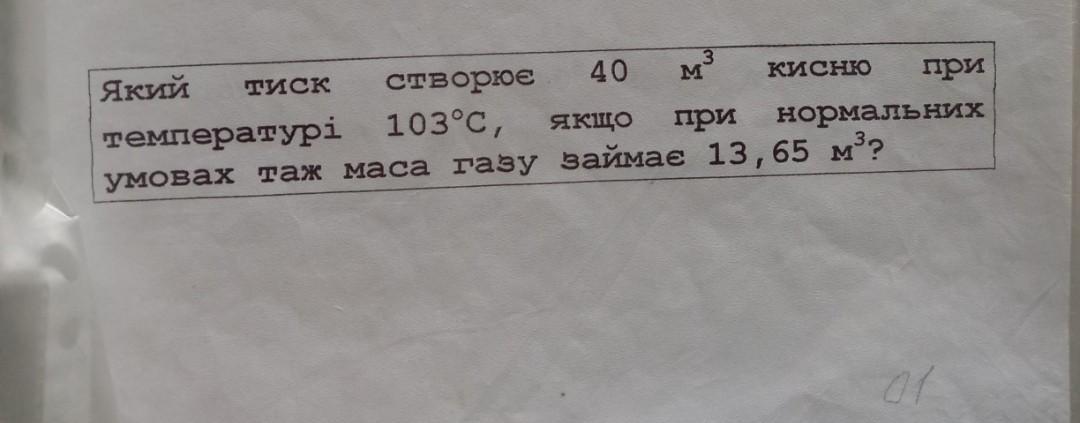 Який тиск створює 40 м³ кисню при
температурі 103°С, якщо при нормальних
умовах таж маса газу займає 13,65 м³?
01